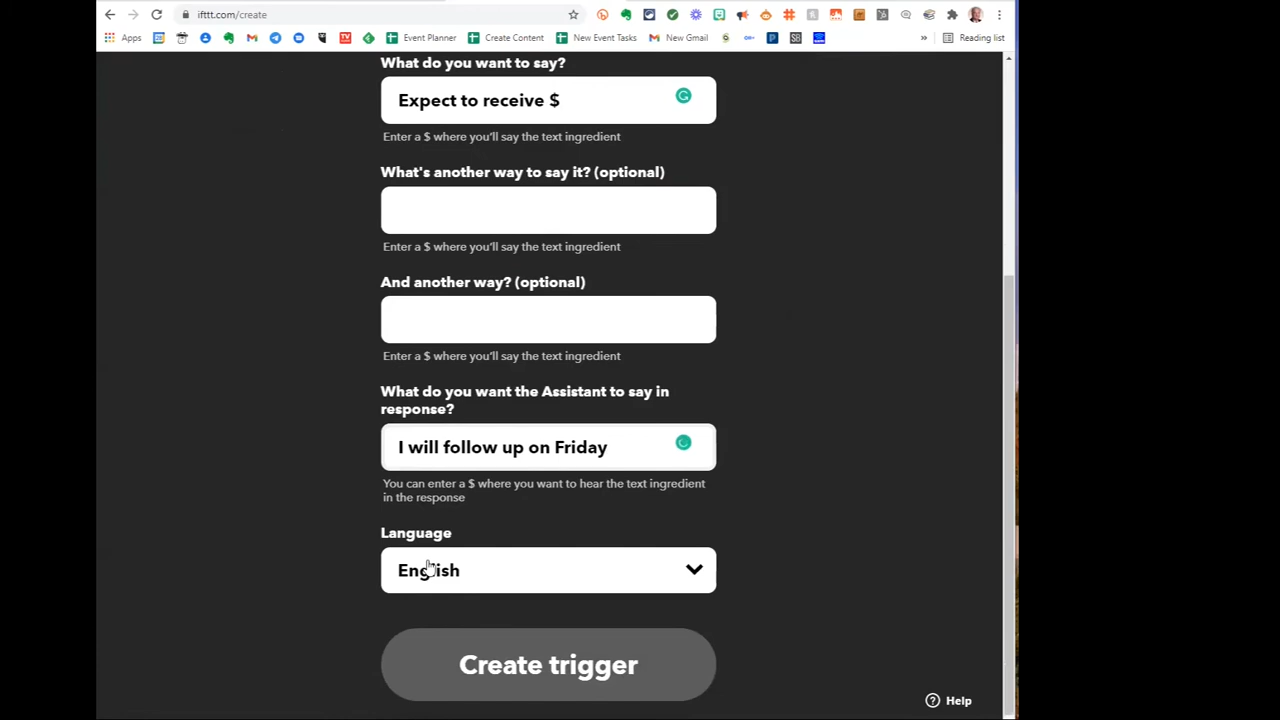 ifttt.com/create
Apps
Event Planner
Create Content
New Event Tasks
New Gmail
»
Reading list
What do you want to say?
Expect to receive $
Enter a $ where you'll say the text ingredient
What's another way to say it? (optional)
Enter a $ where you'll say the text ingredient
And another way? (optional)
Enter a $ where you'll say the text ingredient
What do you want the Assistant to say in
response?
I will follow up on Friday
You can enter a $ where you want to hear the text ingredient
in the response
Language
English
Create trigger
Help